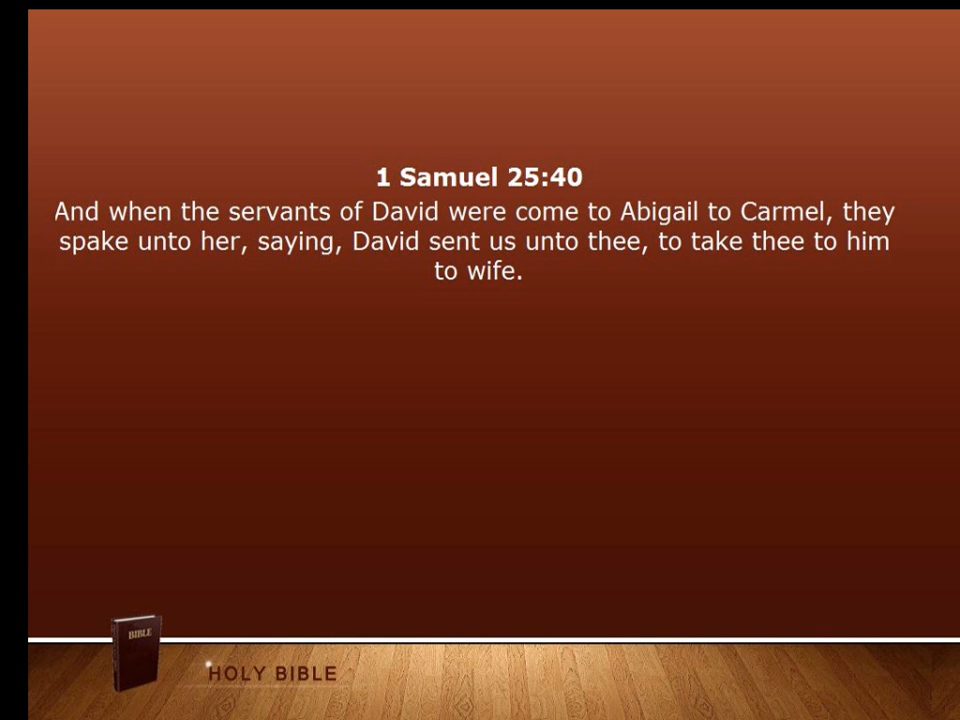 1 Samuel 25:40
And when the servants of David were come to Abigail to Carmel, they
spake unto her, saying, David sent us unto thee, to take thee to him
to wife.
BIBLE
HOLY BIBLE